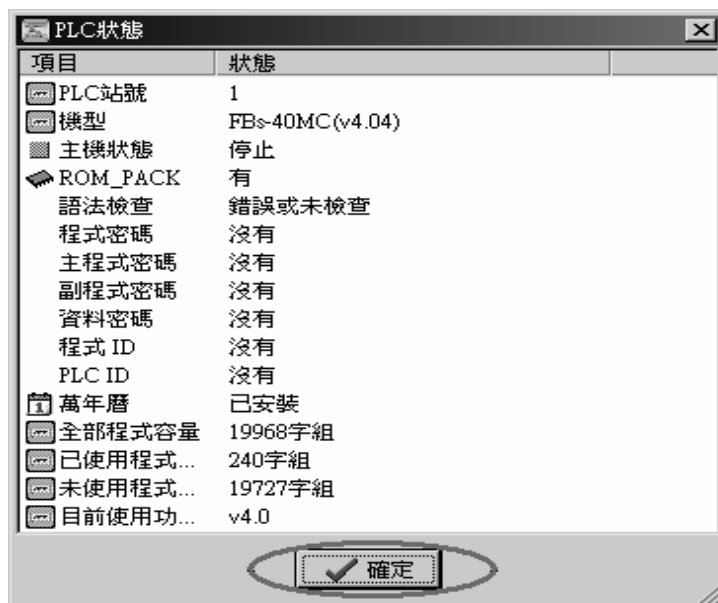 PLC狀態
項目 狀態
PLC站號 1
機型 FBs-40MC(v4.04)
主機狀態 停止
ROM_PACK 有
語法檢查 錯誤或未檢查
程式密碼 沒有
主程式密碼 沒有
副程式密碼 沒有
資料密碼 沒有
程式 ID 沒有
PLC ID 沒有
萬年曆 已安裝
全部程式容量 19968字組
已使用程式... 240字組
未使用程式... 19727字組
目前使用功... v4.0
確定